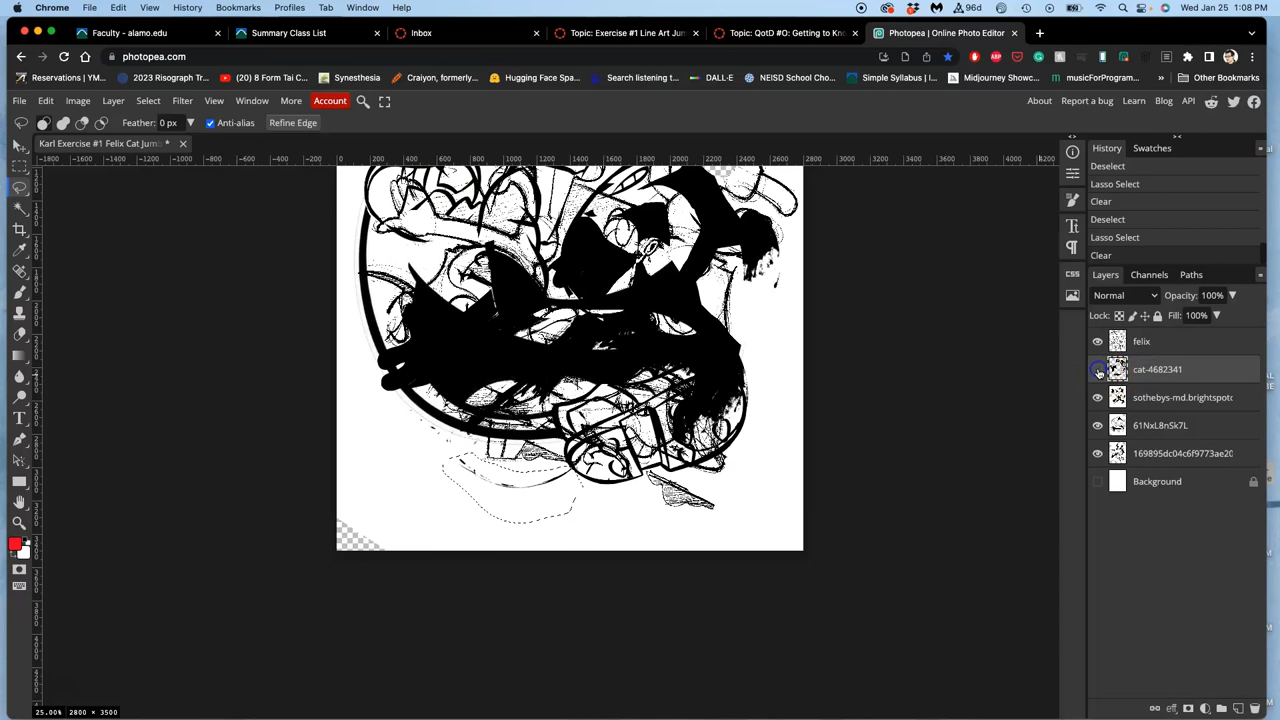 Chrome File Edit View History Bookmarks Profiles Tab Window Help 96d Wed Jan 25 1:08 PM
Faculty - alamo.edu Summary Class List Inbox Topic: Exercise #1 Line Art Jum Topic: QotD #0: Getting to Kno Photopea | Online Photo Editor
photopea.com
Reservations | YM... 2023 Risograph Tr... (20) 8 Form Tai C... Synesthesia Craiyon, formerly... Hugging Face Spa... Search listening t... DALL-E NEISD School Cho... Simple Syllabus |... Midjourney Showc... musicForProgram... Other Bookmarks
File Edit Image Layer Select Filter View Window More Account About Report a bug Learn Blog API
Feather: 0 px Anti-alias Refine Edge
Karl Exercise #1 Felix Cat Jumb *
History Swatches
Deselect
Lasso Select
Clear
Deselect
Lasso Select
Clear
Layers Channels Paths
Normal Opacity: 100%
Lock: Fill: 100%
felix
cat-4682341
sothebys-md.brightspotc
61NxL8nSk7L
169895dc04c6f9773ae20
Background
CSS
25.00% 2800 × 3500